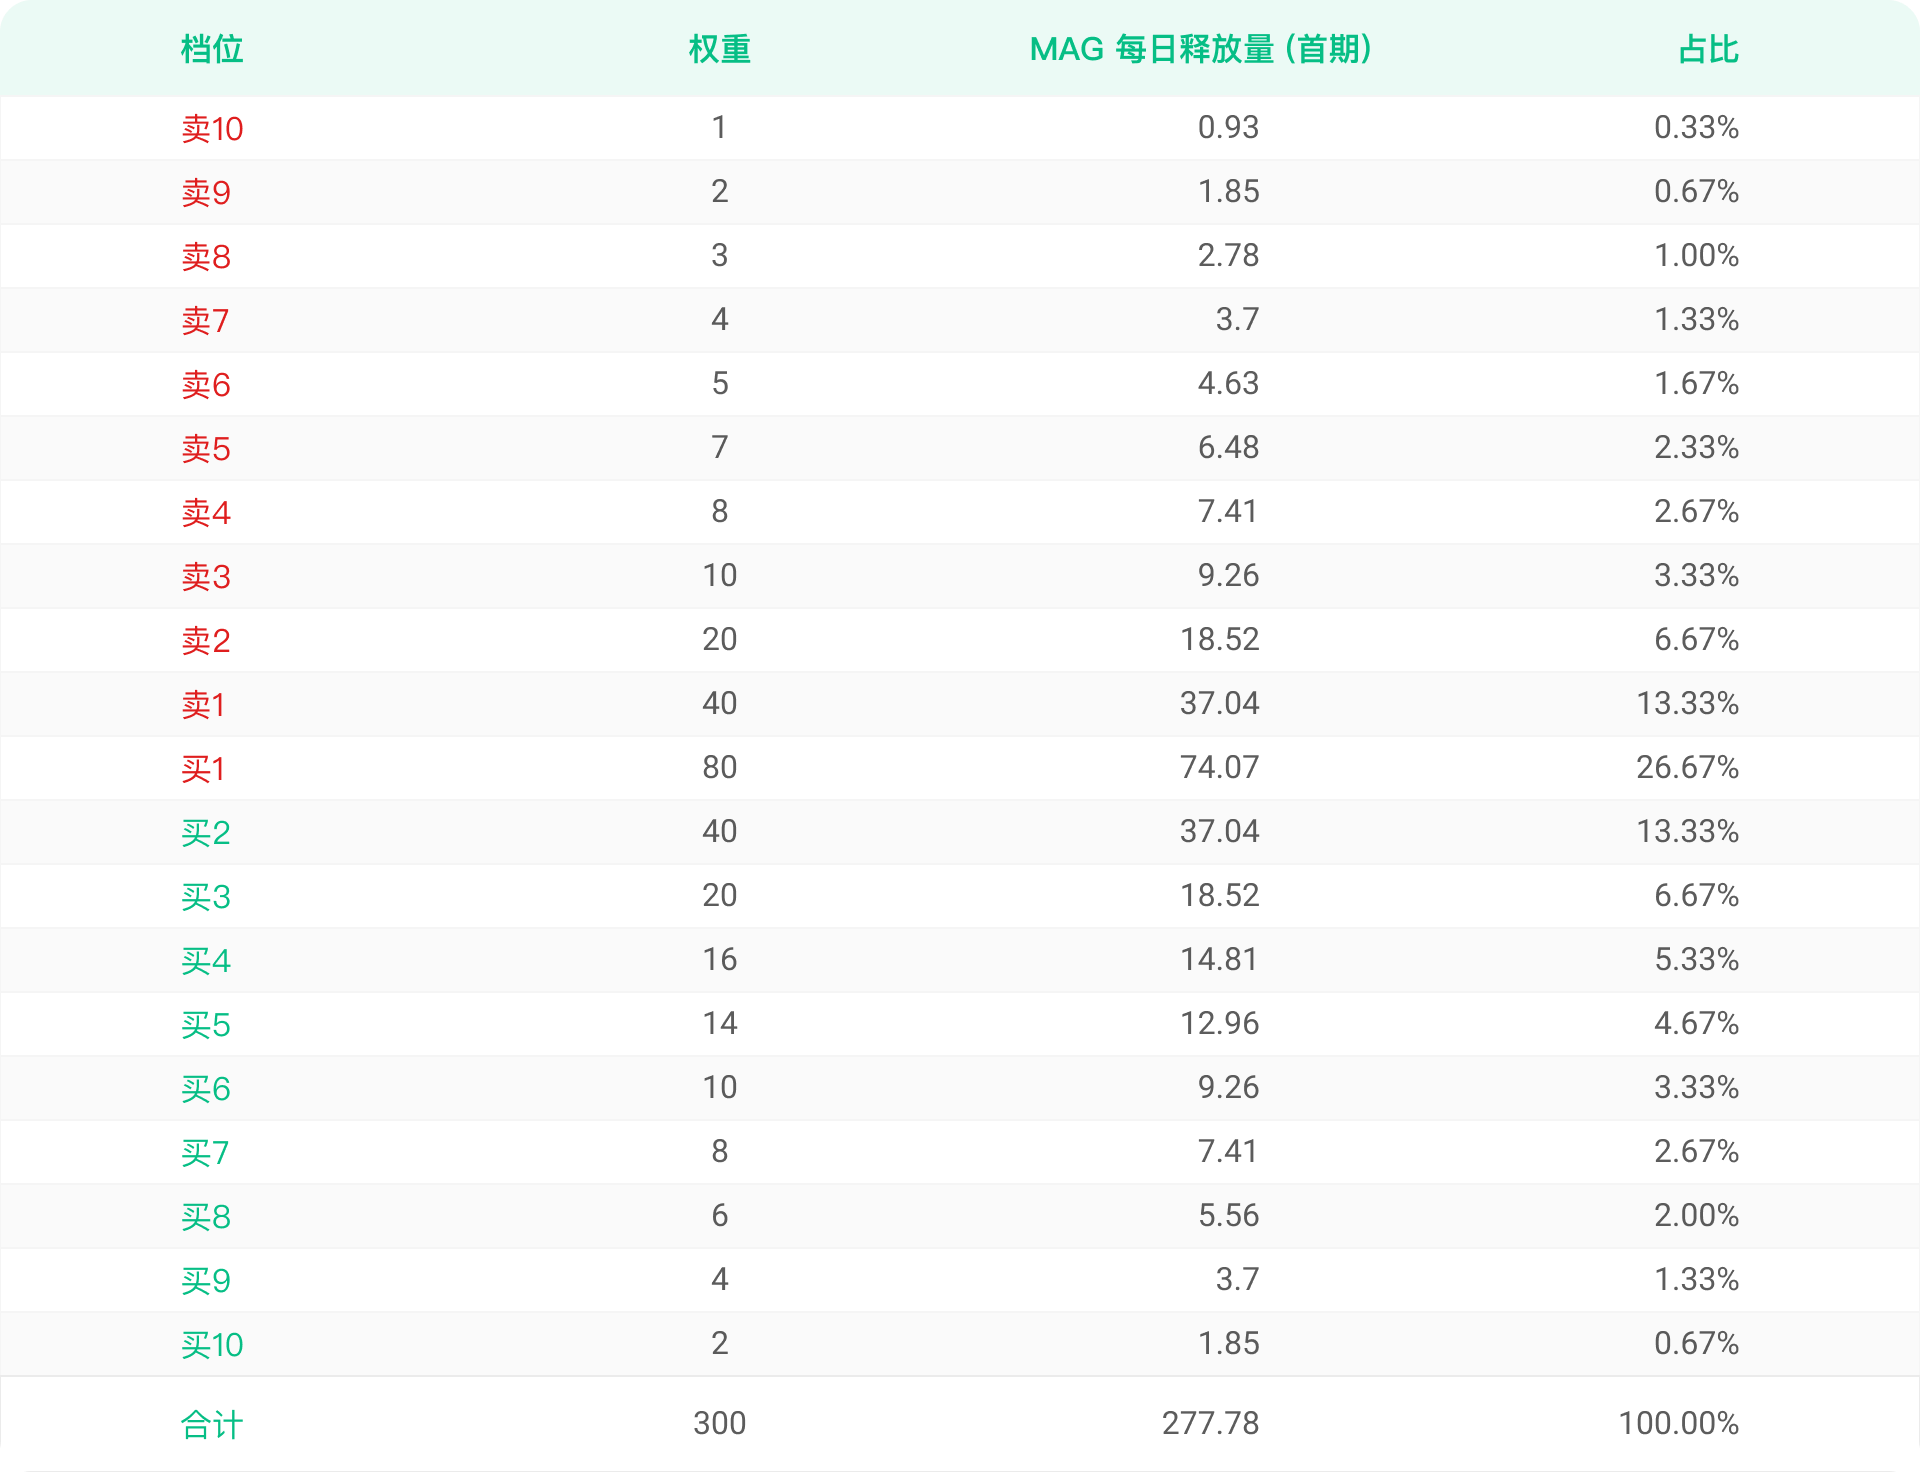 档位 权重 MAG 每日释放量 (首期) 占比
卖10 1 0.93 0.33%
卖9 2 1.85 0.67%
卖8 3 2.78 1.00%
卖7 4 3.7 1.33%
卖6 5 4.63 1.67%
卖5 7 6.48 2.33%
卖4 8 7.41 2.67%
卖3 10 9.26 3.33%
卖2 20 18.52 6.67%
卖1 40 37.04 13.33%
买1 80 74.07 26.67%
买2 40 37.04 13.33%
买3 20 18.52 6.67%
买4 16 14.81 5.33%
买5 14 12.96 4.67%
买6 10 9.26 3.33%
买7 8 7.41 2.67%
买8 6 5.56 2.00%
买9 4 3.7 1.33%
买10 2 1.85 0.67%
合计 300 277.78 100.00%